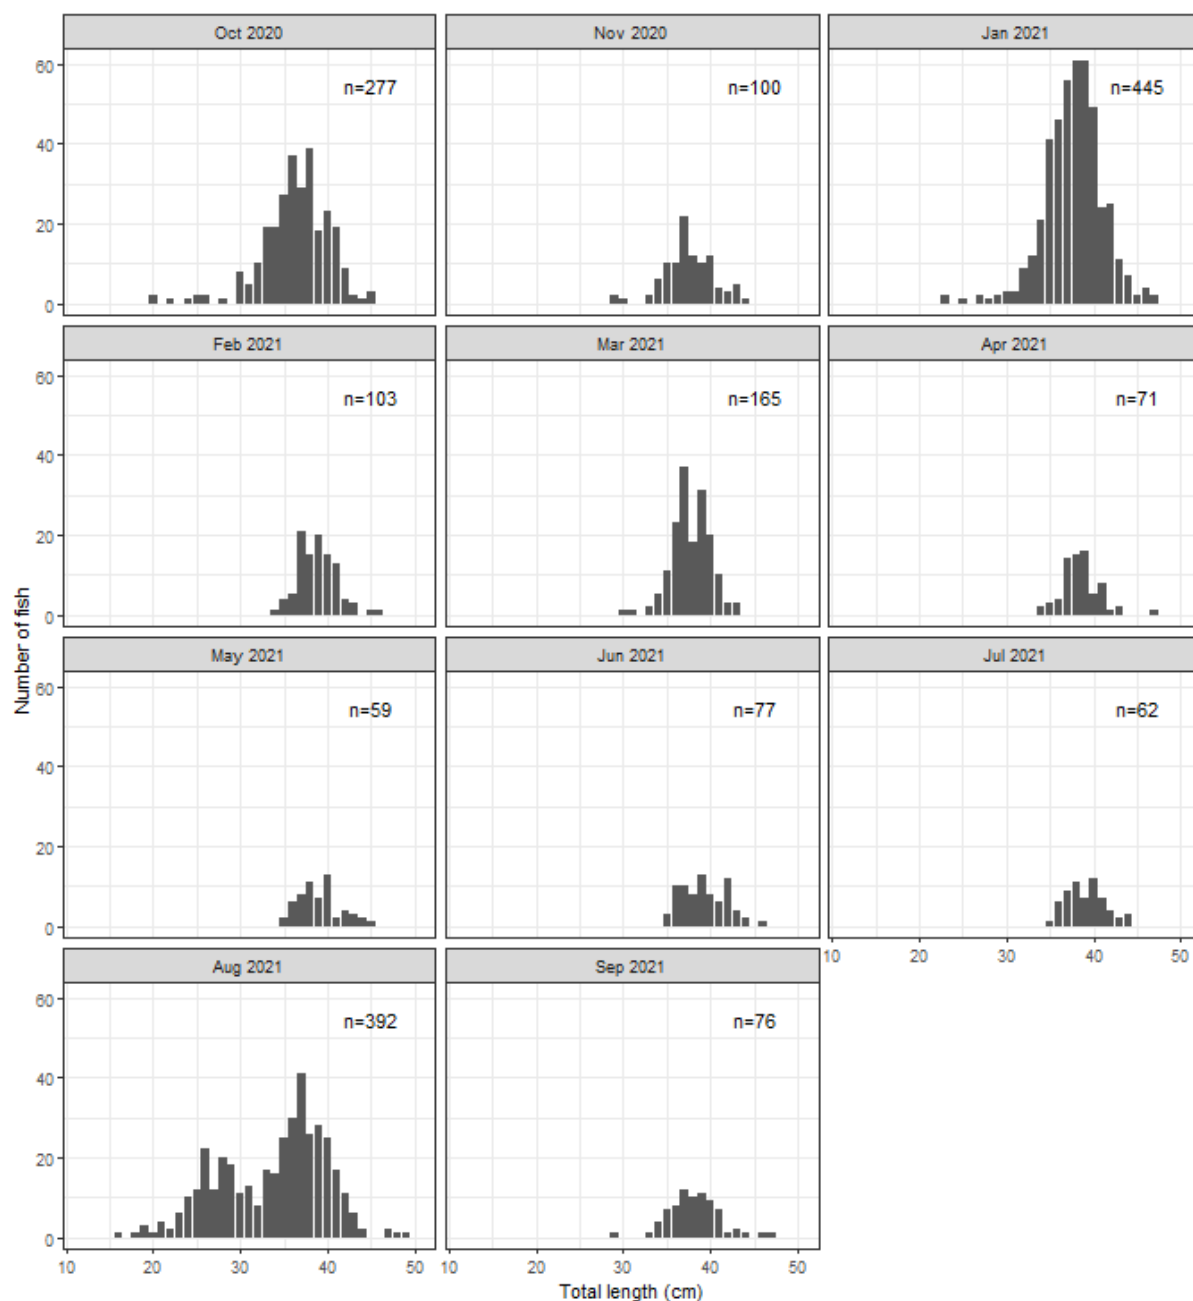 Oct 2020
Nov 2020
Jan 2021
n=277
n=100
n=445
60
40
20
0
Feb 2021
Mar 2021
Apr 2021
n=103
n=165
n=71
60
40
20
0
Number of fish
May 2021
Jun 2021
Jul 2021
n=59
n=77
n=62
60
40
20
0
10 20 30 40 50
Aug 2021
Sep 2021
n=392
n=76
60
40
20
0
10 20 30 40 50
10 20 30 40 50
Total length (cm)